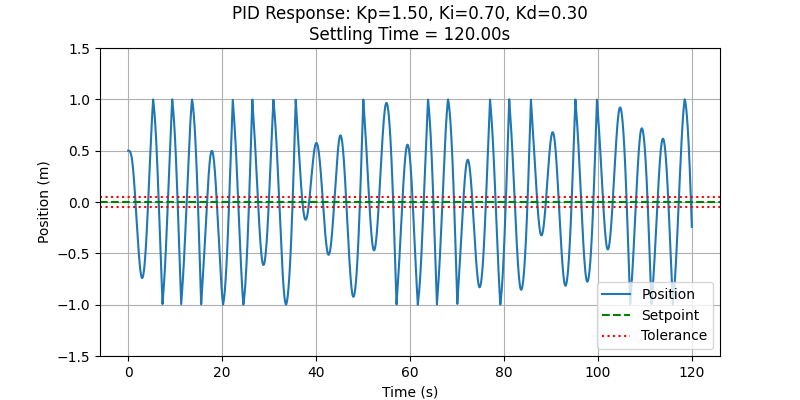 PID Response: Kp=1.50, Ki=0.70, Kd=0.30
Settling Time = 120.00s
1.5
1.0
0.5
0.0
−0.5
−1.0
−1.5
Position (m)
Position
Setpoint
Tolerance
0
20
40
60
80
100
120
Time (s)